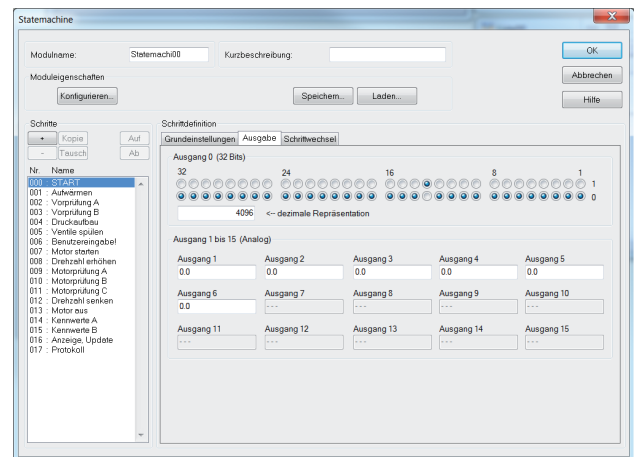 Statemachine
Modulname: Statemachi00 Kurzbeschreibung: OK
Moduleigenschaften Abbrechen
Konfigurieren... Speichern... Laden... Hilfe
Schritte Schrittdefinition
+ Kopie Auf Grundeinstellungen Ausgabe Schrittwechsel
- Tausch Ab
Nr. Name
000 : START
001 : Aufwärmen
002 : Vorprüfung A
003 : Vorprüfung B
004 : Druckaufbau
005 : Ventile spülen
006 : Benutzereingabe!
007 : Motor starten
008 : Drehzahl erhöhen
009 : Motorprüfung A
010 : Motorprüfung B
011 : Motorprüfung C
012 : Drehzahl senken
013 : Motor aus
014 : Kennwerte A
015 : Kennwerte B
016 : Anzeige, Update
017 : Protokoll
Ausgang 0 (32 Bits)
32 24 16 8 1
1
0
4096 <-- dezimale Repräsentation
Ausgang 1 bis 15 (Analog)
Ausgang 1 Ausgang 2 Ausgang 3 Ausgang 4 Ausgang 5
0.0 0.0 0.0 0.0 0.0
Ausgang 6 Ausgang 7 Ausgang 8 Ausgang 9 Ausgang 10
0.0 --- --- --- ---
Ausgang 11 Ausgang 12 Ausgang 13 Ausgang 14 Ausgang 15
--- --- --- --- ---